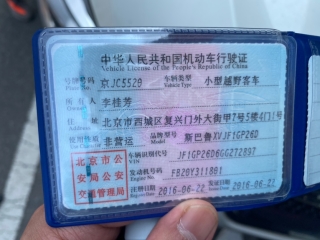 中华人民共和国机动车行驶证
Vehicle License of the People's Republic of China
号牌号码 京JC5529 车辆类型 小型越野客车
Plate No. Vehicle Type
所有人 李桂芳
Owner
住址 北京市西城区复兴门外大街甲7号5楼4门1号
使用性质 非营运 品牌型号 斯巴鲁XVJF1GP26D
Use Character Model
北京市公安局公安交通管理局
车辆识别代号 JF1GP26D6GG272897
VIN
发动机号码 FB20Y311801
Engine No.
注册日期 2016-06-22 发证日期 2016-06-22
Register Date Issue Date